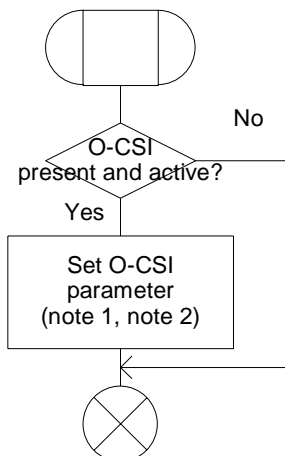 O-CSI
present and active?
No
Yes
Set O-CSI
parameter
(note 1, note 2)